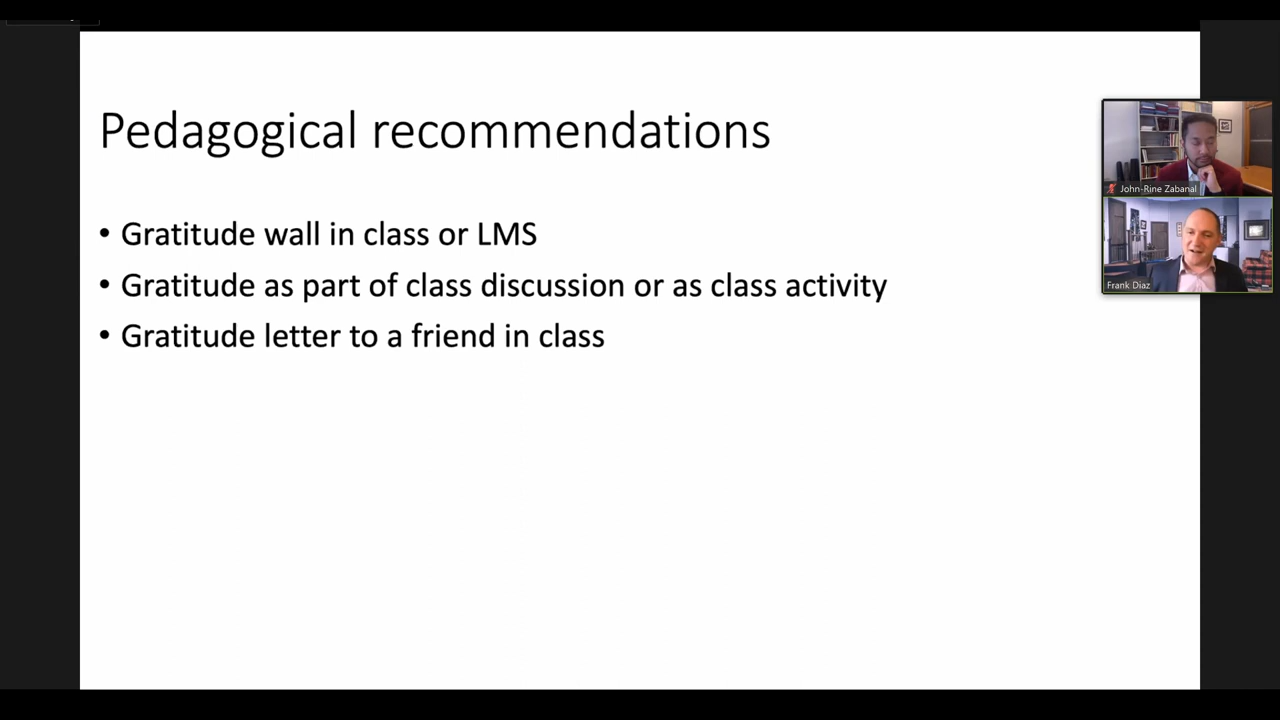 Pedagogical recommendations
• Gratitude wall in class or LMS
• Gratitude as part of class discussion or as class activity
• Gratitude letter to a friend in class
John-Rine Zabanal
Frank Diaz